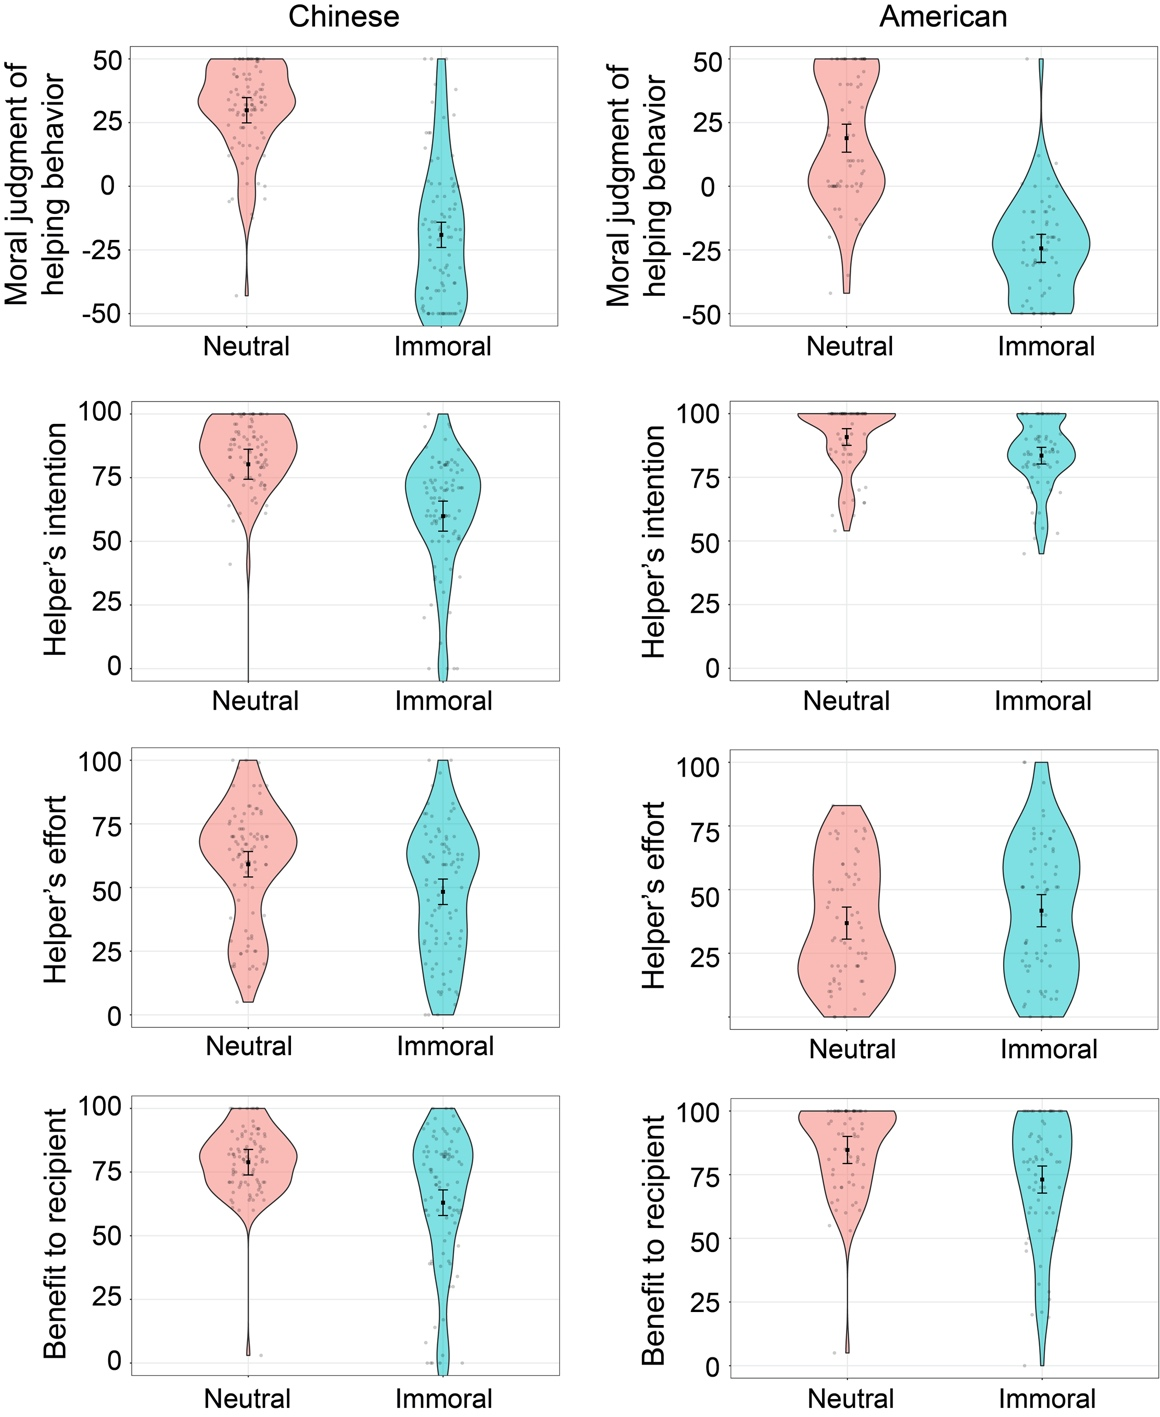 Chinese
American
Moral judgment of
helping behavior
50
25
0
-25
-50
Neutral
Immoral
Moral judgment of
helping behavior
50
25
0
-25
-50
Neutral
Immoral
Helper's intention
100
75
50
25
0
Neutral
Immoral
Helper's intention
100
75
50
25
0
Neutral
Immoral
Helper's effort
100
75
50
25
0
Neutral
Immoral
Helper's effort
100
75
50
25
Neutral
Immoral
Benefit to recipient
100
75
50
25
0
Neutral
Immoral
Benefit to recipient
100
75
50
25
0
Neutral
Immoral